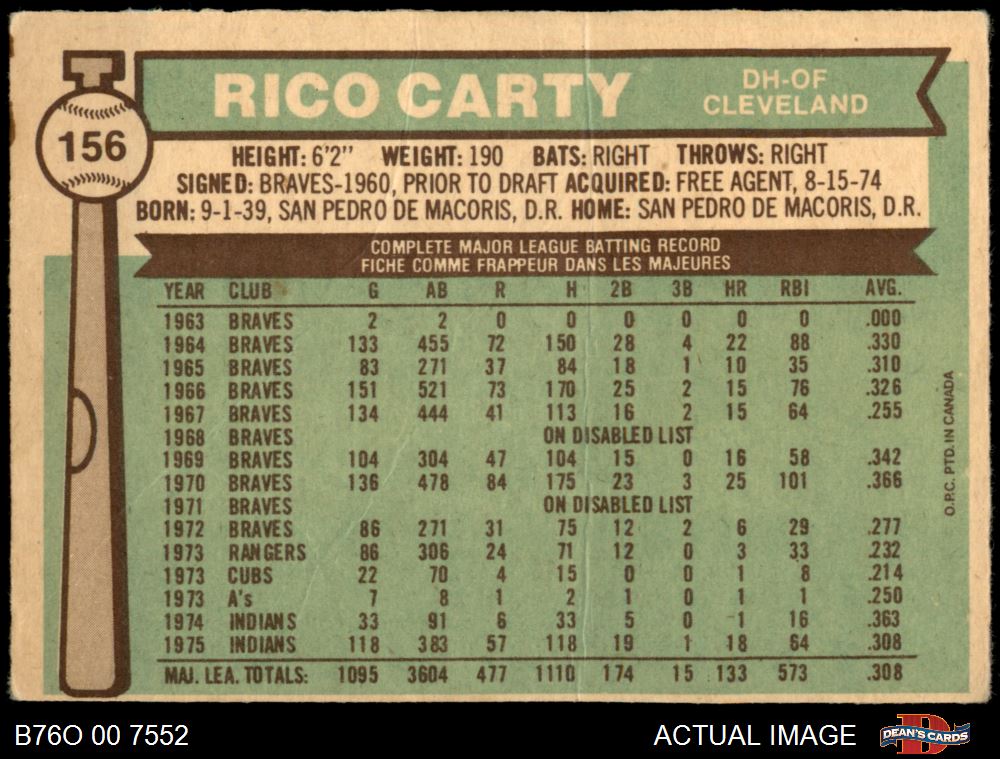 156
RICO CARTY
DH-OF
CLEVELAND
HEIGHT: 6'2" WEIGHT: 190 BATS: RIGHT THROWS: RIGHT
SIGNED: BRAVES-1960, PRIOR TO DRAFT ACQUIRED: FREE AGENT, 8-15-74
BORN: 9-1-39, SAN PEDRO DE MACORIS, D.R. HOME: SAN PEDRO DE MACORIS, D.R.
COMPLETE MAJOR LEAGUE BATTING RECORD
FICHE COMME FRAPPEUR DANS LES MAJEURES
YEAR CLUB G AB R H 2B 3B HR RBI AVG.
1963 BRAVES 2 2 0 0 0 0 0 0 .000
1964 BRAVES 133 455 72 150 28 4 22 88 .330
1965 BRAVES 83 271 37 84 18 1 10 35 .310
1966 BRAVES 151 521 73 170 25 2 15 76 .326
1967 BRAVES 134 444 41 113 16 2 15 64 .255
1968 BRAVES ON DISABLED LIST
1969 BRAVES 104 304 47 104 15 0 16 58 .342
1970 BRAVES 136 478 84 175 23 3 25 101 .366
1971 BRAVES ON DISABLED LIST
1972 BRAVES 86 271 31 75 12 2 6 29 .277
1973 RANGERS 86 306 24 71 12 0 3 33 .232
1973 CUBS 22 70 4 15 0 0 1 8 .214
1973 A's 7 8 1 2 1 0 1 1 .250
1974 INDIANS 33 91 6 33 5 0 1 16 .363
1975 INDIANS 118 383 57 118 19 1 18 64 .308
MAJ. LEA. TOTALS: 1095 3604 477 1110 174 15 133 573 .308
O.P.C. PTD. IN CANADA
B76O 00 7552
ACTUAL IMAGE
D
DEAN'S CARDS